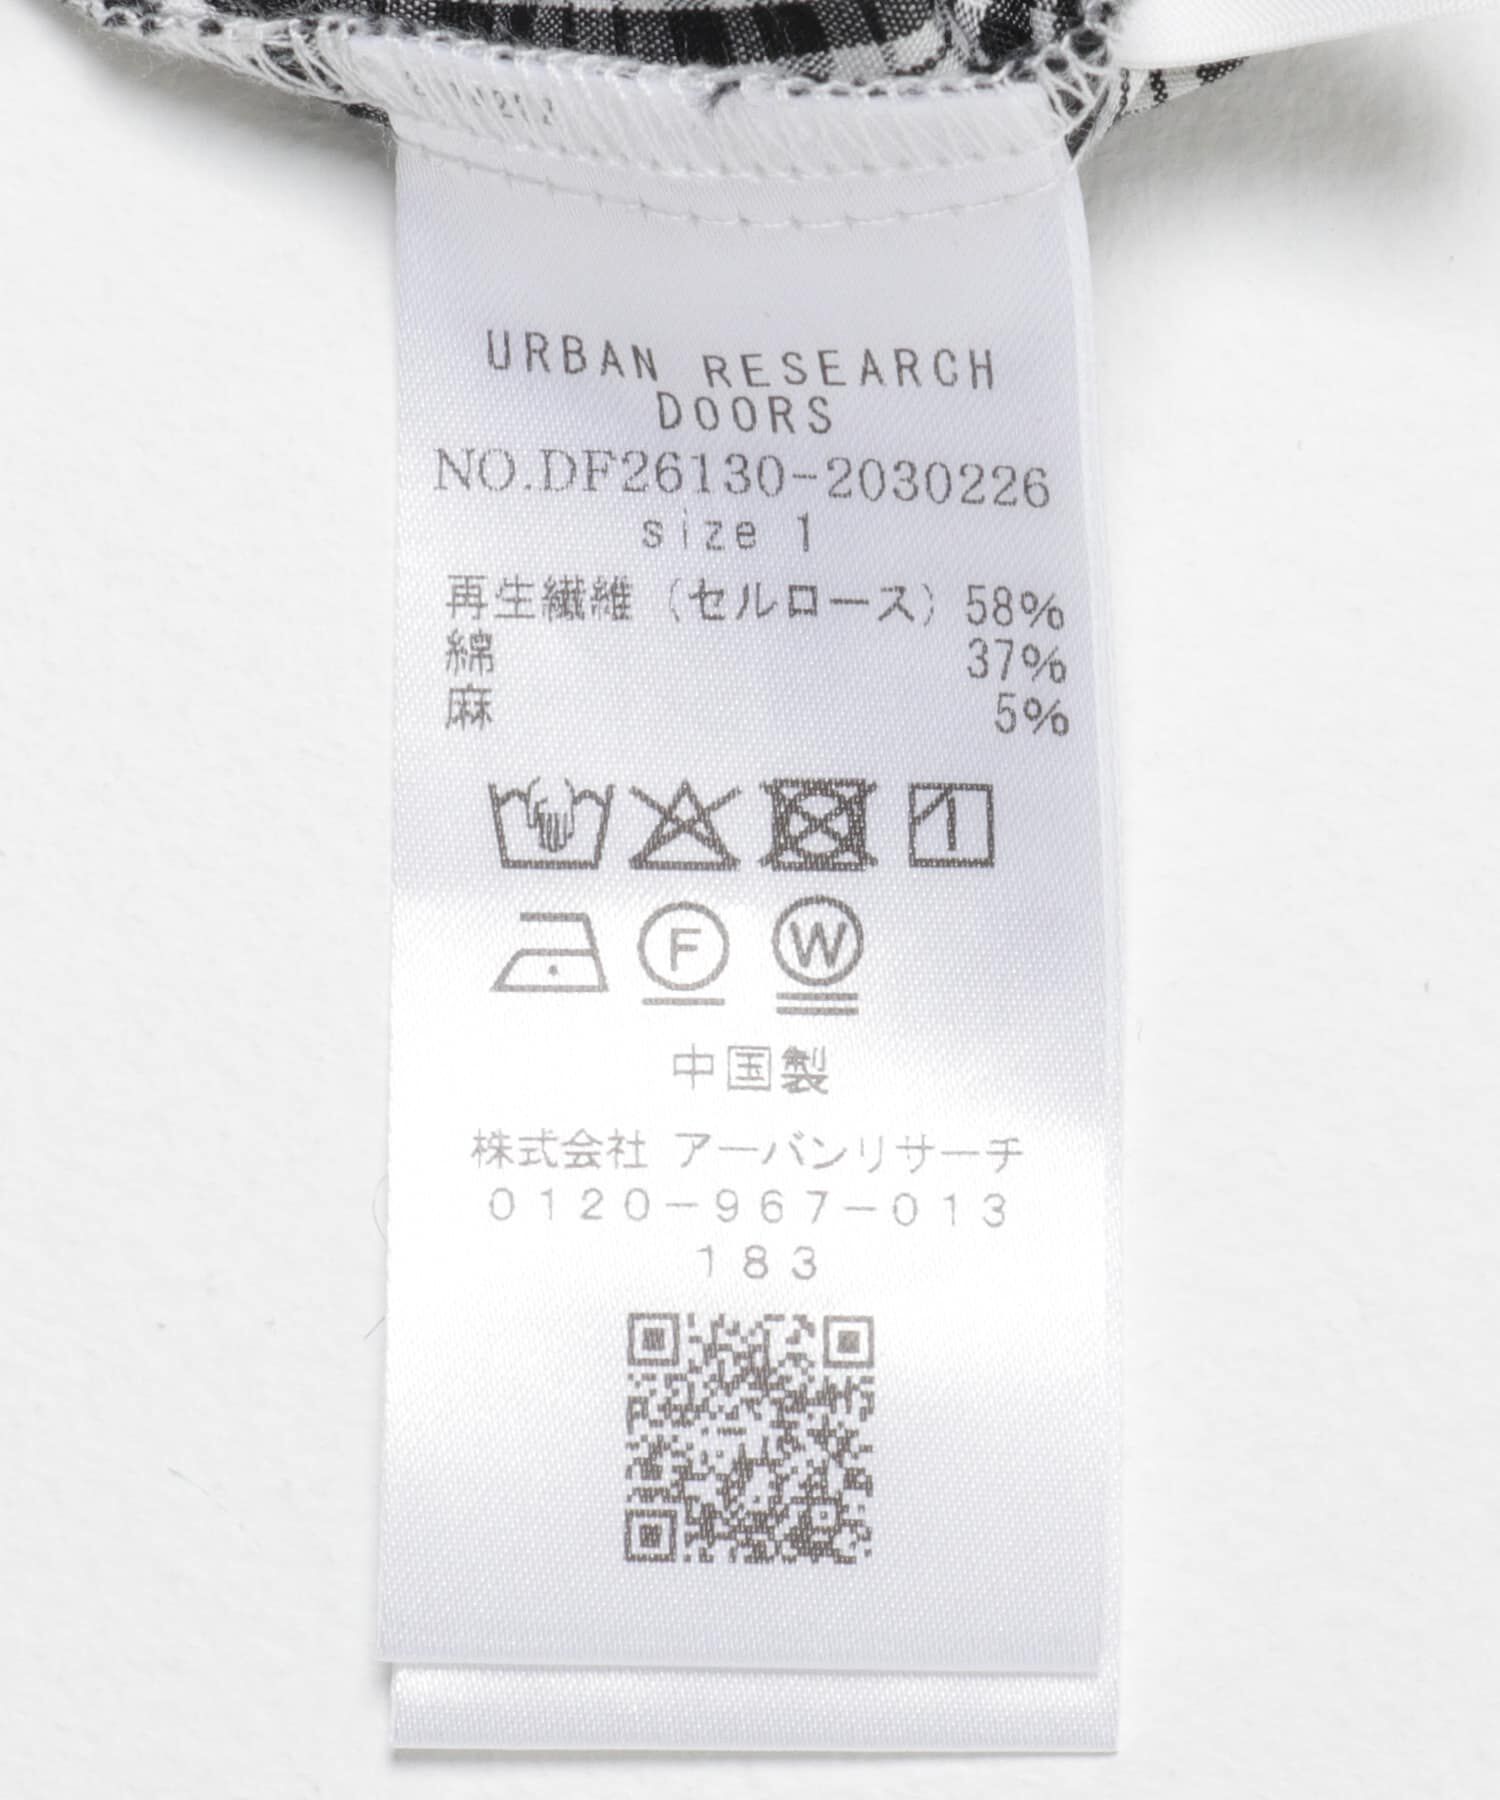 URBAN RESEARCH
DOORS
NO.DF26130-2030226
size 1
再生繊維（セルロース）58%
綿 37%
麻 5%
F W
中国製
株式会社 アーバンリサーチ
0120-967-013
183